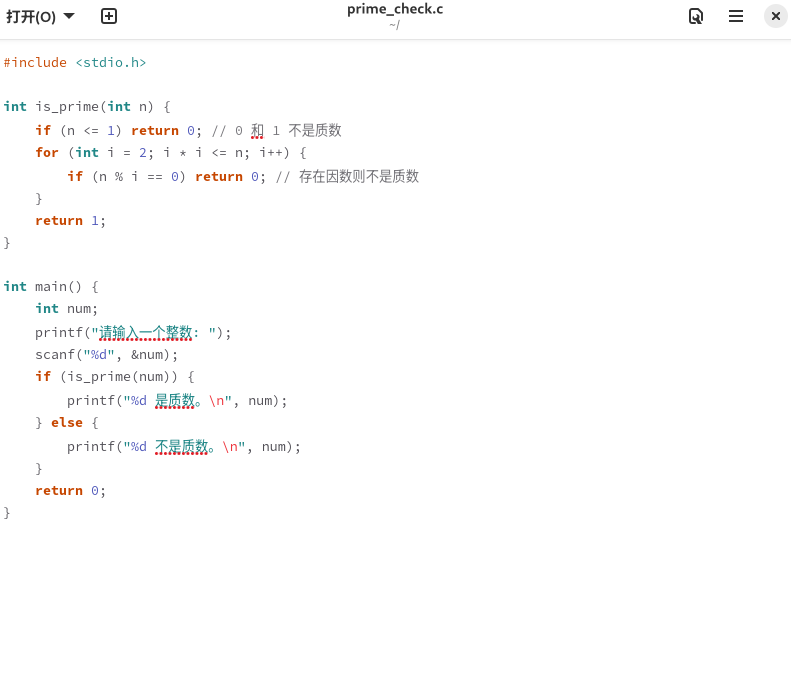 打开(O)
prime_check.c
~/
#include <stdio.h>

int is_prime(int n) {
    if (n <= 1) return 0; // 0 和 1 不是质数
    for (int i = 2; i * i <= n; i++) {
        if (n % i == 0) return 0; // 存在因数则不是质数
    }
    return 1;
}

int main() {
    int num;
    printf("请输入一个整数: ");
    scanf("%d", &num);
    if (is_prime(num)) {
        printf("%d 是质数。\n", num);
    } else {
        printf("%d 不是质数。\n", num);
    }
    return 0;
}